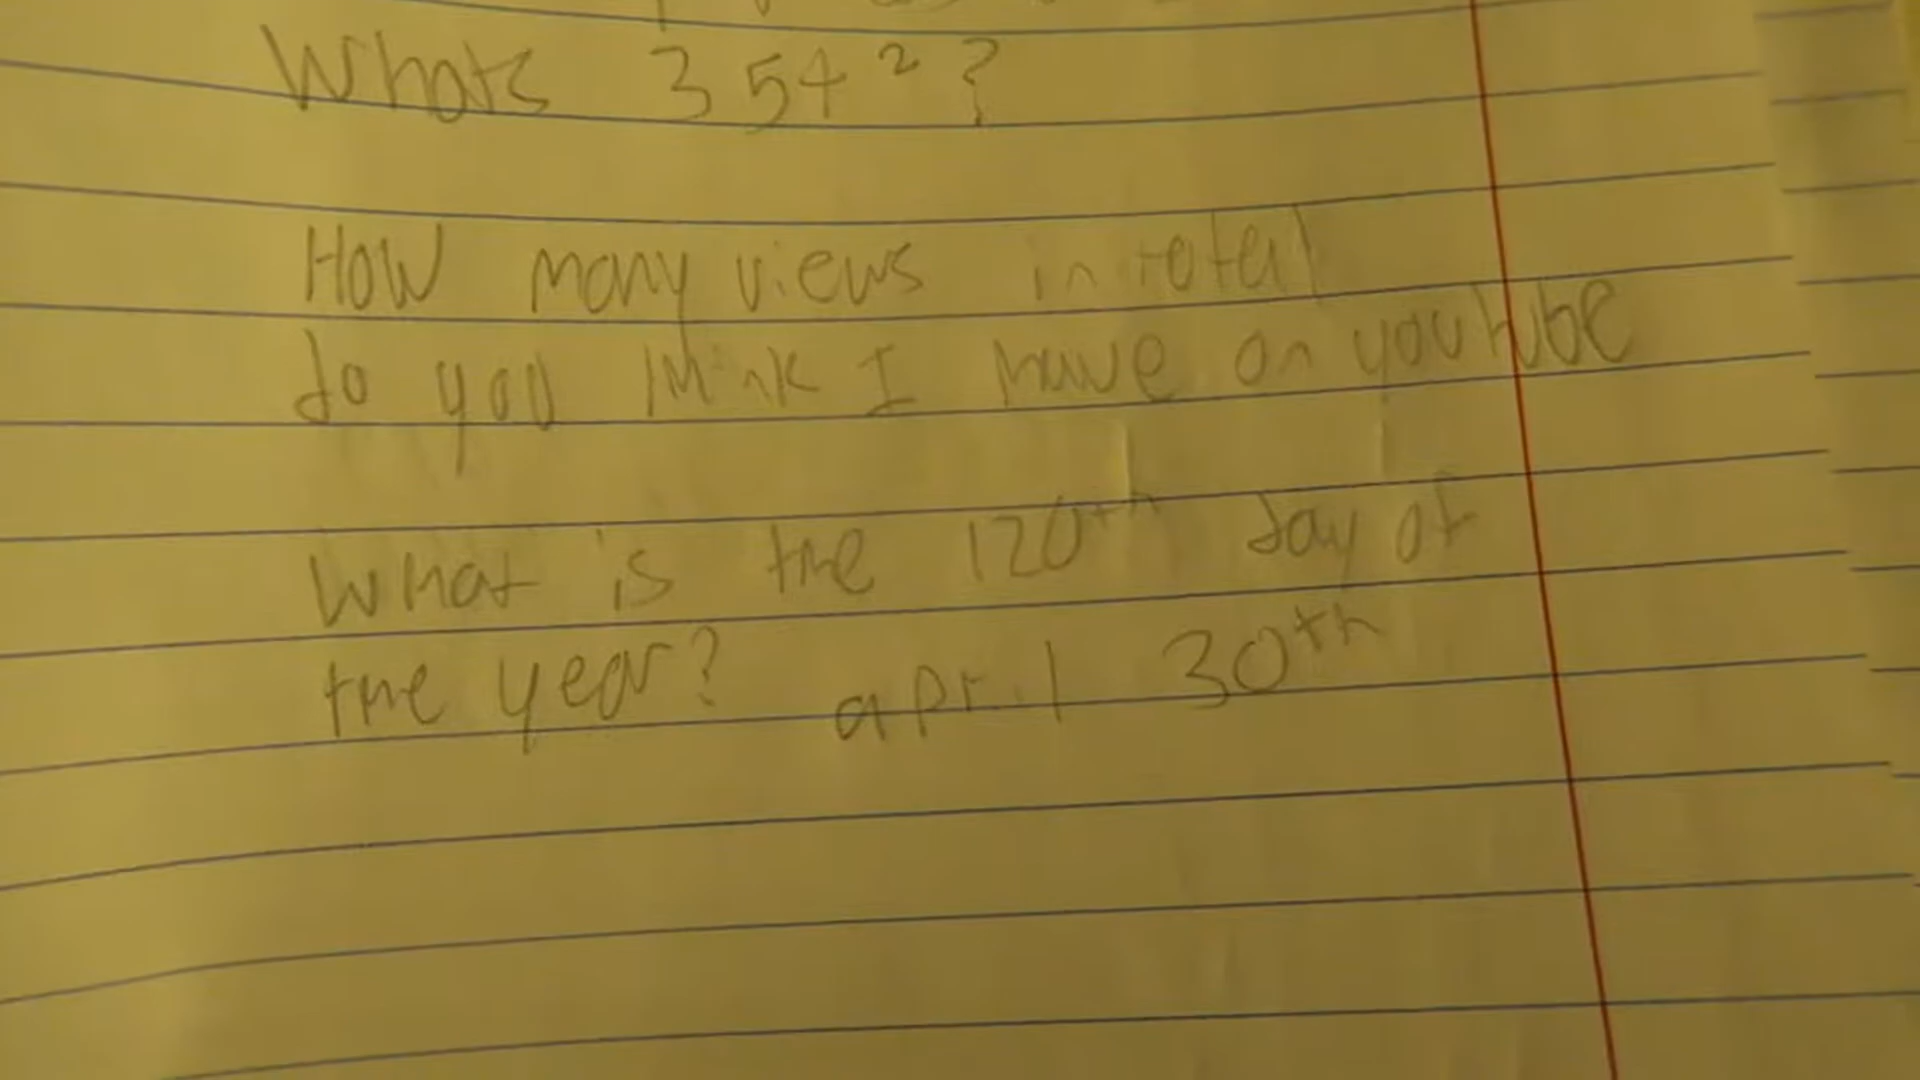 Whats 354²?
How many views in total
do you think I have on youtube
What is the 120th day of
the year? april 30th